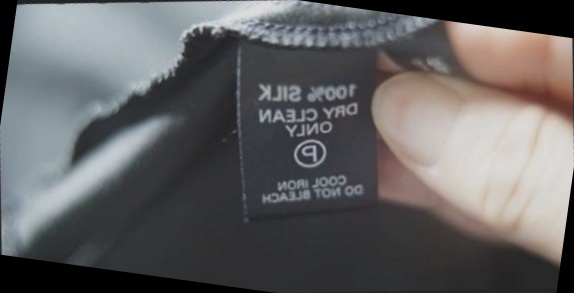 100% SILK
DRY CLEAN
ONLY
P
COOL IRON
DO NOT BLEACH